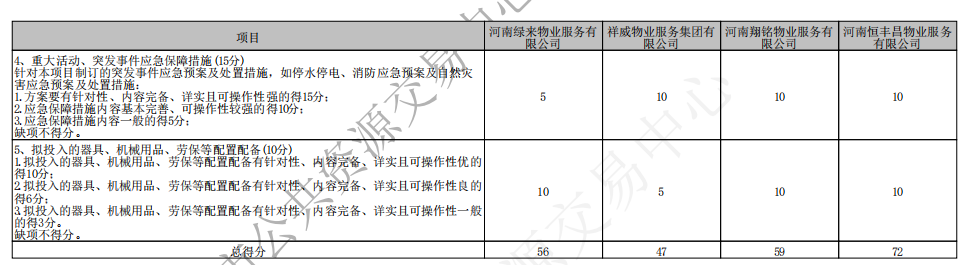 项目
河南绿来物业服务有限公司
祥威物业服务集团有限公司
河南翔铭物业服务有限公司
河南恒丰昌物业服务有限公司
4、重大活动、突发事件应急保障措施(15分)
针对本项目制订的突发事件应急预案及处置措施，如停水停电、消防应急预案及自然灾
害应急预案及处置措施：
1.方案要有针对性、内容完备、详实且可操作性强的得15分；
2.应急保障措施内容基本完善、可操作性较强的得10分；
3.应急保障措施内容一般的得5分；
缺项不得分。
5 10 10 10
5、拟投入的器具、机械用品、劳保等配置配备(10分)
1.拟投入的器具、机械用品、劳保等配置配备有针对性、内容完备、详实且可操作性优的
得10分；
2.拟投入的器具、机械用品、劳保等配置配备有针对性、内容完备、详实且可操作性良的
得6分；
3.拟投入的器具、机械用品、劳保等配置配备有针对性、内容完备、详实且可操作性一般
的得3分。
缺项不得分。
10 5 10 10
总得分 56 47 59 72
公共资源交易中心
源交易中心